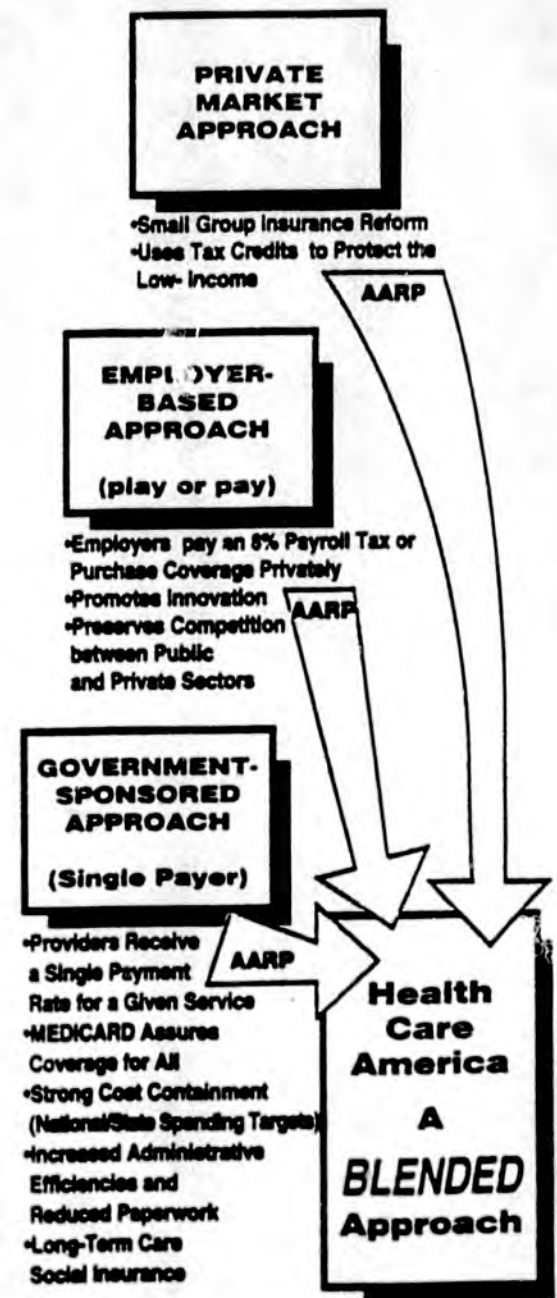 PRIVATE
MARKET
APPROACH
•Small Group Insurance Reform
•Uses Tax Credits to Protect the
Low- Income
AARP
EMPLOYER-
BASED
APPROACH
(play or pay)
•Employers pay an 8% Payroll Tax or
Purchase Coverage Privately
•Promotes Innovation
•Preserves Competition
between Public
and Private Sectors
AARP
GOVERNMENT-
SPONSORED
APPROACH
(Single Payer)
•Providers Receive
a Single Payment
Rate for a Given Service
•MEDICARD Assures
Coverage for All
•Strong Cost Containment
(National/State Spending Targets)
•Increased Administrative
Efficiencies and
Reduced Paperwork
•Long-Term Care
Social Insurance
AARP
Health
Care
America
A
BLENDED
Approach